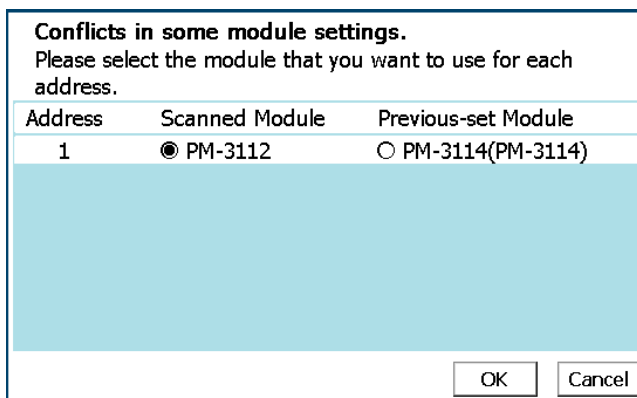 Conflicts in some module settings.
Please select the module that you want to use for each
address.
Address Scanned Module Previous-set Module
1 PM-3112 PM-3114(PM-3114)
OK Cancel